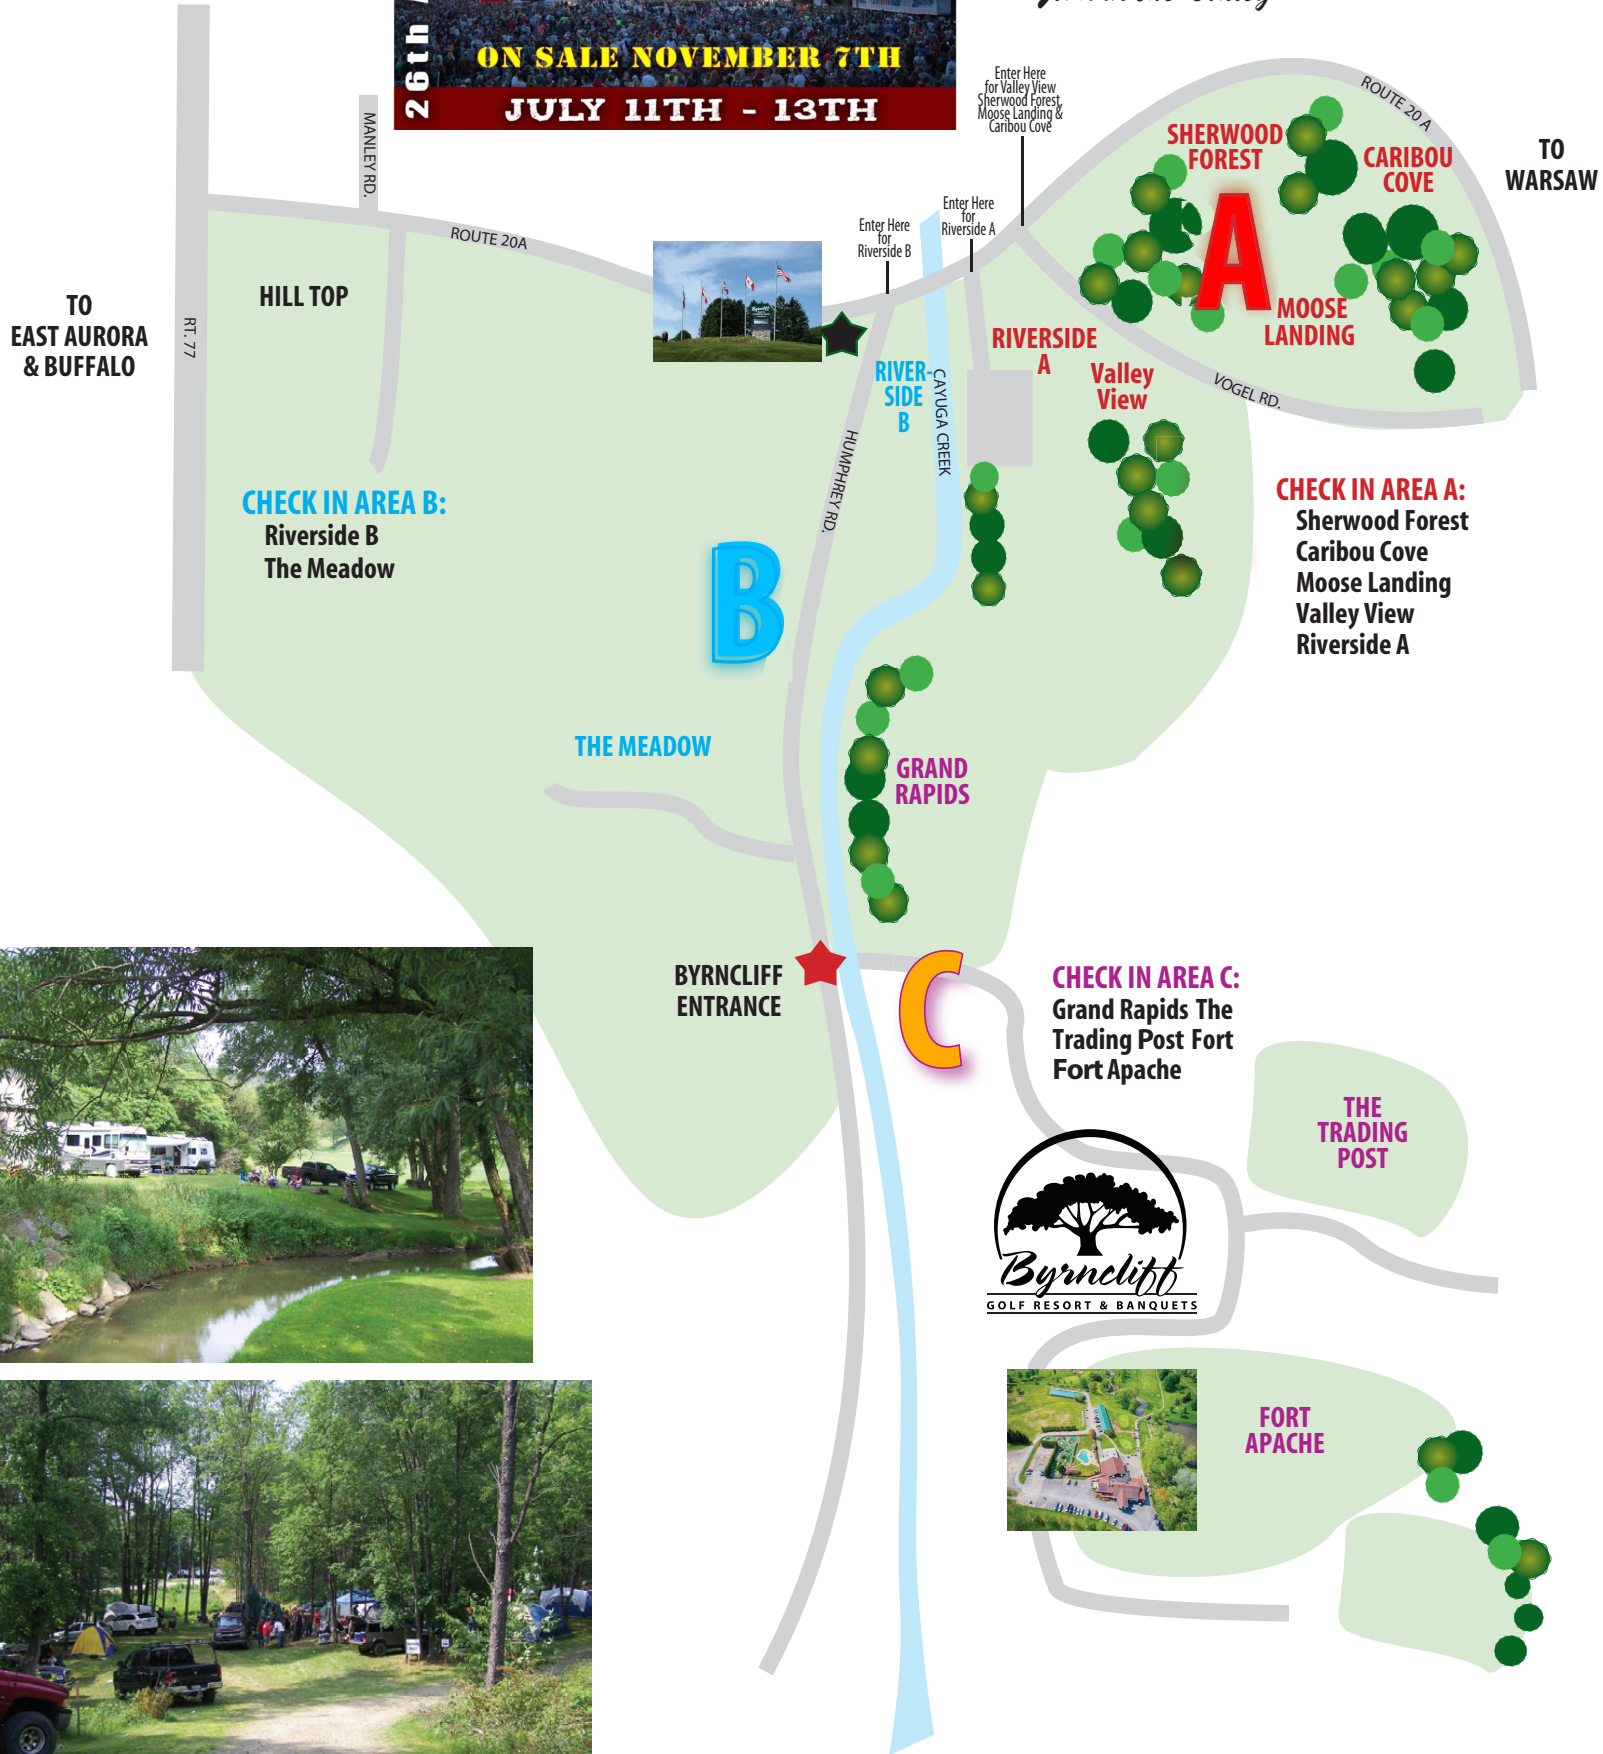 26th
ON SALE NOVEMBER 7TH
JULY 11TH - 13TH
Enter Here
for Valley View
Sherwood Forest,
Moose Landing &
Caribou Cove
Enter Here
for
Riverside A
Enter Here
for
Riverside B
MANLEY RD.
ROUTE 20A
ROUTE 20 A
SHERWOOD
FOREST
CARIBOU
COVE
A
MOOSE
LANDING
TO
WARSAW
TO
EAST AURORA
& BUFFALO
RT. 77
HILL TOP
RIVERSIDE
A
RIVER-
SIDE
B
CAYUGA CREEK
Valley
View
VOGEL RD.
HUMPHREY RD.
CHECK IN AREA B:
Riverside B
The Meadow
CHECK IN AREA A:
Sherwood Forest
Caribou Cove
Moose Landing
Valley View
Riverside A
B
THE MEADOW
GRAND
RAPIDS
BYRNCLIFF
ENTRANCE
C
CHECK IN AREA C:
Grand Rapids The
Trading Post Fort
Fort Apache
THE
TRADING
POST
Byrncliff
GOLF RESORT & BANQUETS
FORT
APACHE